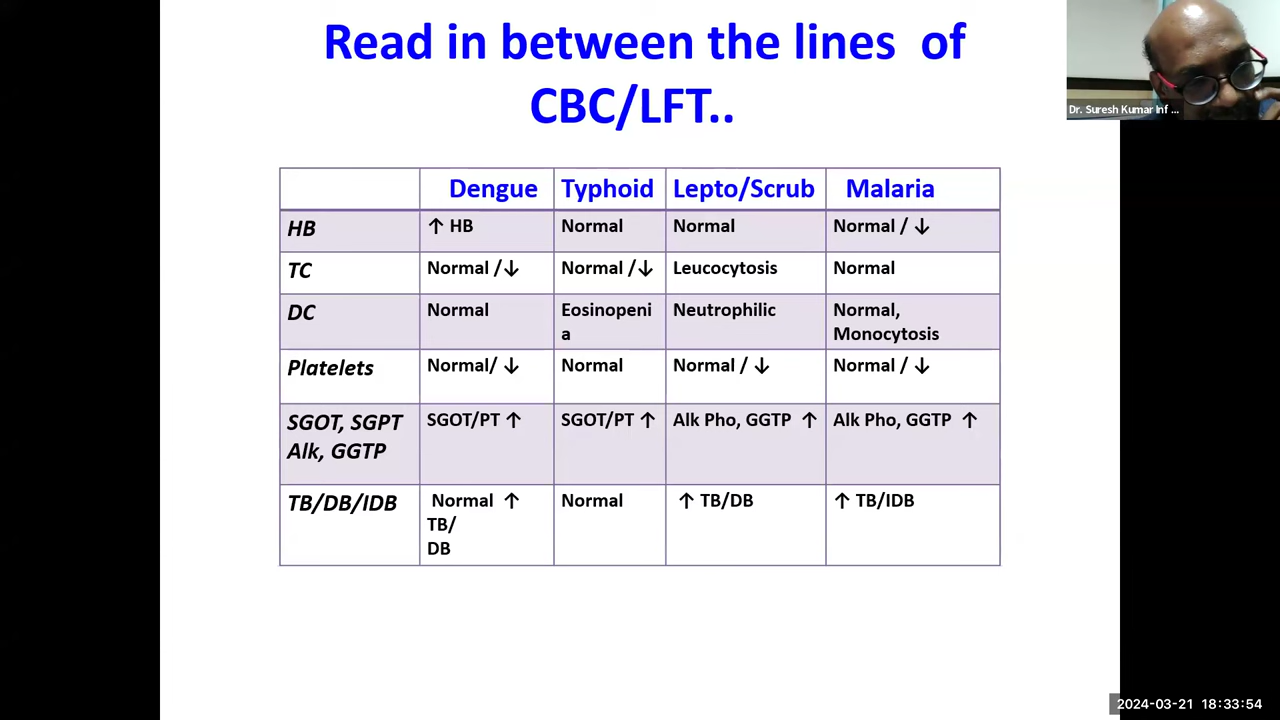 Read in between the lines of
CBC/LFT..
Dr. Suresh Kumar Inf ...
Dengue Typhoid Lepto/Scrub Malaria
HB ↑ HB Normal Normal Normal / ↓
TC Normal /↓ Normal /↓ Leucocytosis Normal
DC Normal Eosinopeni Neutrophilic Normal,
a Monocytosis
Platelets Normal/ ↓ Normal Normal / ↓ Normal / ↓
SGOT, SGPT SGOT/PT ↑ SGOT/PT ↑ Alk Pho, GGTP ↑ Alk Pho, GGTP ↑
Alk, GGTP
TB/DB/IDB Normal ↑ Normal ↑ TB/DB ↑ TB/IDB
TB/
DB
2024-03-21 18:33:54